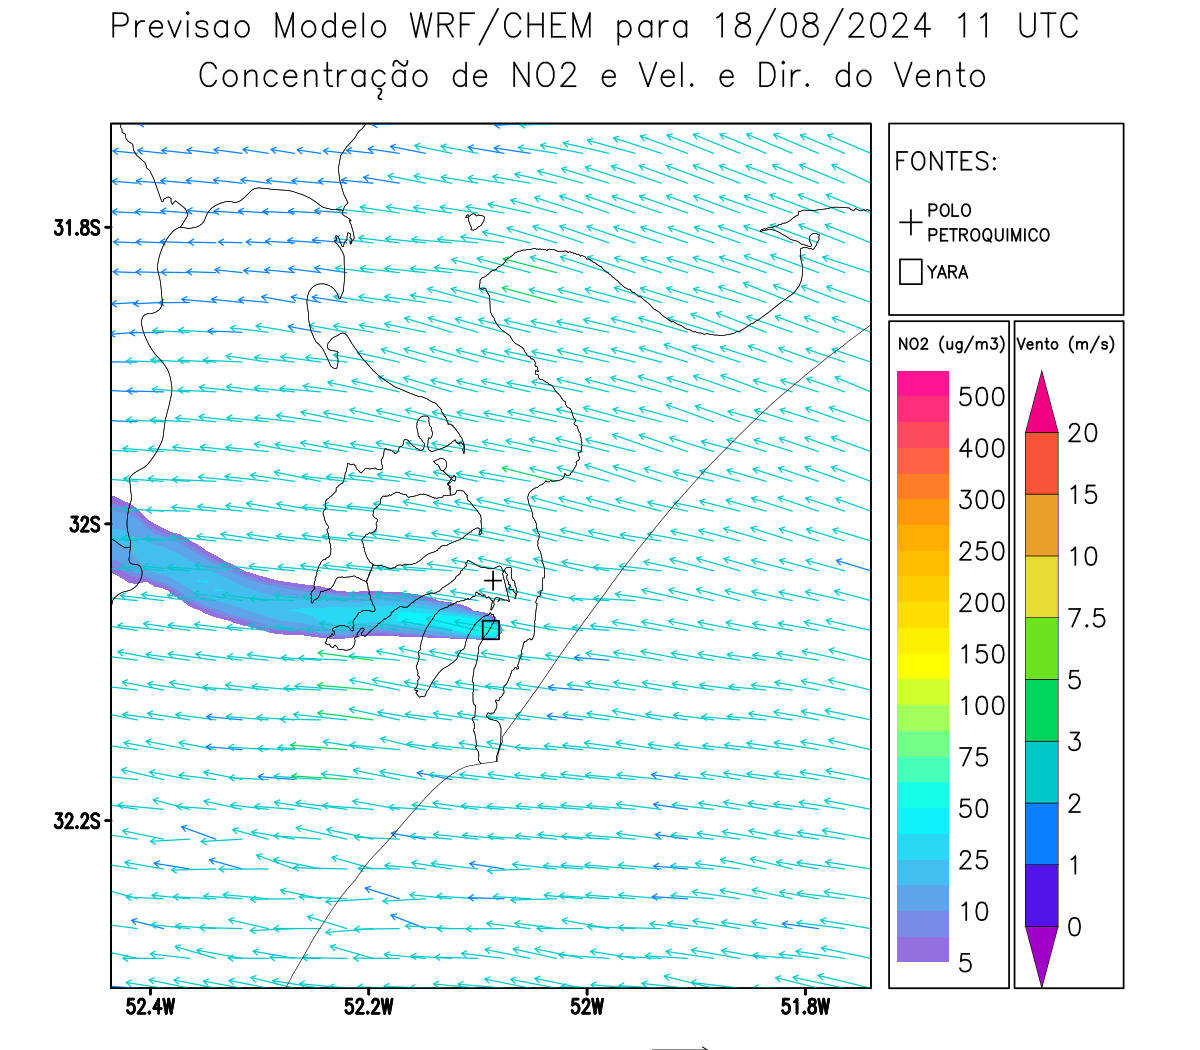 Previsao Modelo WRF/CHEM para 18/08/2024 11 UTC
Concentração de NO2 e Vel. e Dir. do Vento
FONTES:
POLO
PETROQUIMICO
YARA
NO2 (ug/m3)
500
400
300
250
200
150
100
75
50
25
10
5
Vento (m/s)
20
15
10
7.5
5
3
2
1
0
31.8S
32S
32.2S
52.4W
52.2W
52W
51.8W